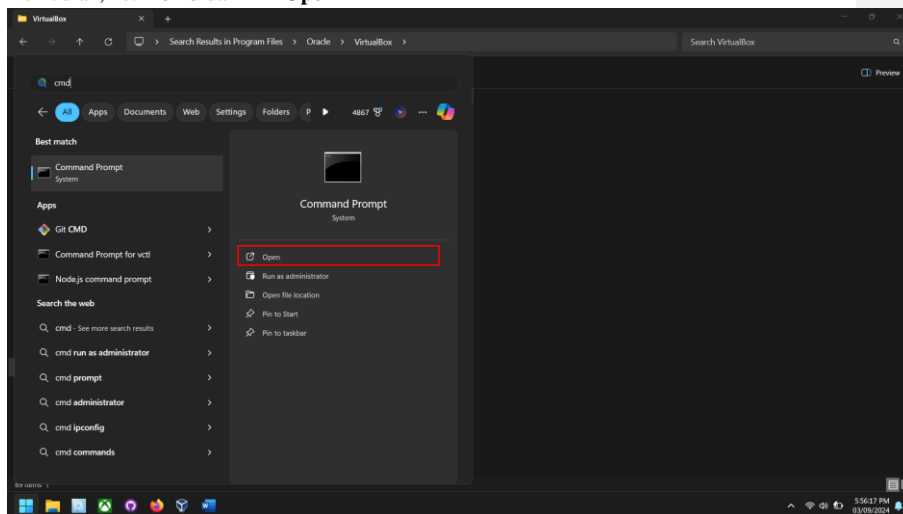 VirtualBox
Search Results in Program Files > Oracle > VirtualBox >
Search VirtualBox
Preview
cmd
All Apps Documents Web Settings Folders P 4867
Best match
Command Prompt
System
Apps
Git CMD
Command Prompt for vctl
Node.js command prompt
Search the web
cmd - See more search results
cmd run as administrator
cmd prompt
cmd administrator
cmd ipconfig
cmd commands
Command Prompt
System
Open
Run as administrator
Open file location
Pin to Start
Pin to taskbar
5:56:17 PM
03/09/2024